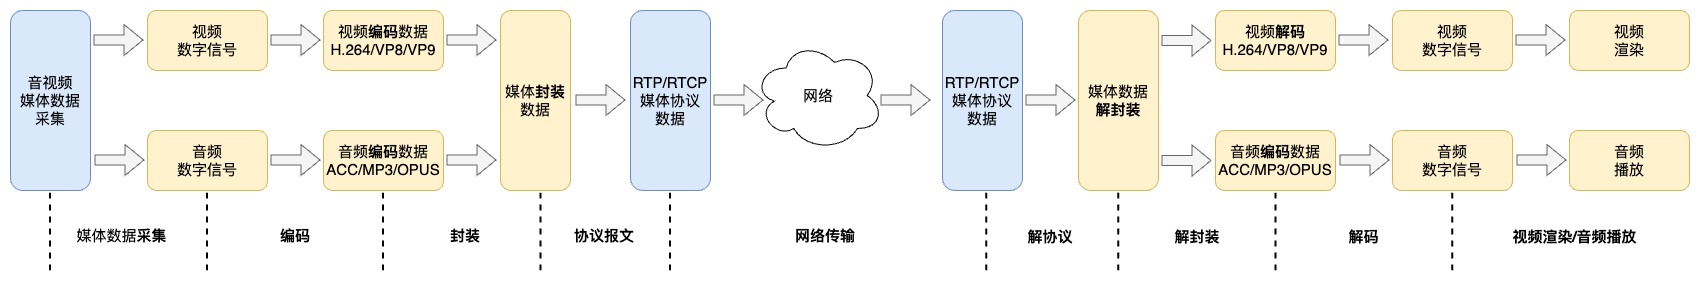 音视频
媒体数据
采集
视频
数字信号
视频编码数据
H.264/VP8/VP9
音频
数字信号
音频编码数据
ACC/MP3/OPUS
媒体封装
数据
RTP/RTCP
媒体协议
数据
网络
RTP/RTCP
媒体协议
数据
媒体数据
解封装
视频解码
H.264/VP8/VP9
视频
数字信号
视频
渲染
音频编码数据
ACC/MP3/OPUS
音频
数字信号
音频
播放
媒体数据采集
编码
封装
协议报文
网络传输
解协议
解封装
解码
视频渲染/音频播放